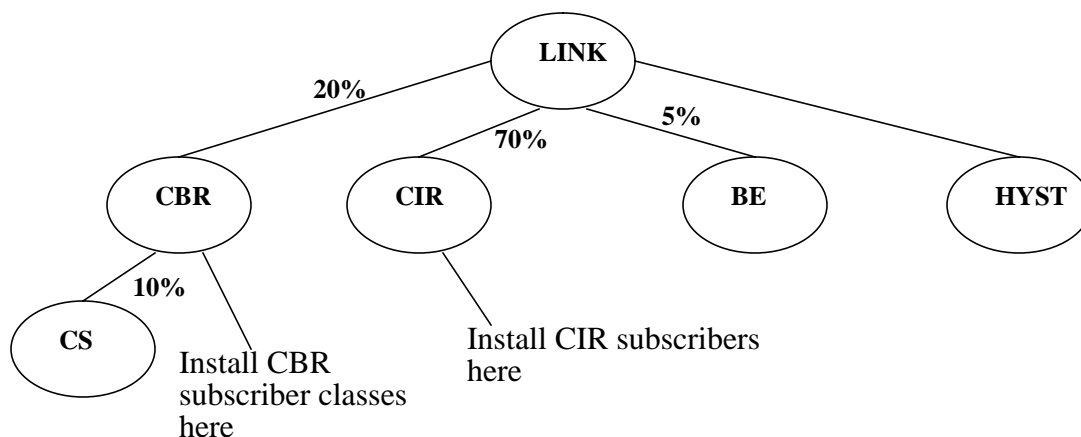 LINK
20%
70%
5%
CBR
CIR
BE
HYST
10%
CS
Install CBR
subscriber classes
here
Install CIR subscribers
here